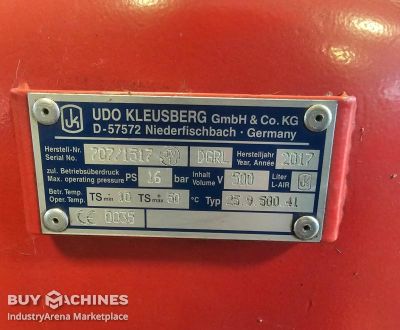 UDO KLEUSBERG GmbH & Co. KG
D-57572 Niederfischbach · Germany
Herstell-Nr. 707/1517 DGRL Herstelljahr 2017
Serial No. Year, Année
zul. Betriebsüberdruck PS 16 bar Inhalt V 500 Liter
Max. operating pressure Volume L-AIR
Betr. Temp. TS min 10 TS max 50 °C Typ 25 9 500 41
Oper. Temp.
CE 0035
BUY MACHINES
IndustryArena Marketplace